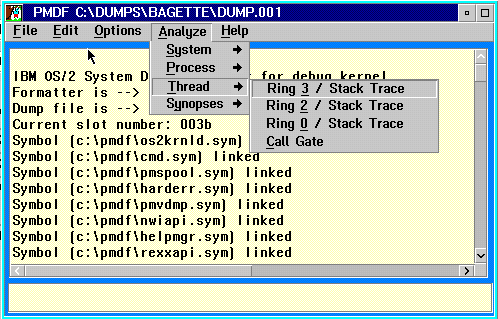 PMDF C:\DUMPS\BAGETTE\DUMP.001
File Edit Options Analyze Help
System
Process
Thread
Synopses
Ring 3 / Stack Trace
Ring 2 / Stack Trace
Ring 0 / Stack Trace
Call Gate
IBM OS/2 System D for debug kernel
Formatter is -->
Dump file is -->
Current slot number: 003b
Symbol (c:\pmdf\os2krnld.sym) linked
Symbol (c:\pmdf\cmd.sym) linked
Symbol (c:\pmdf\pmspool.sym) linked
Symbol (c:\pmdf\harderr.sym) linked
Symbol (c:\pmdf\pmvdmp.sym) linked
Symbol (c:\pmdf\nwiapi.sym) linked
Symbol (c:\pmdf\helpmgr.sym) linked
Symbol (c:\pmdf\rexxapi.sym) linked